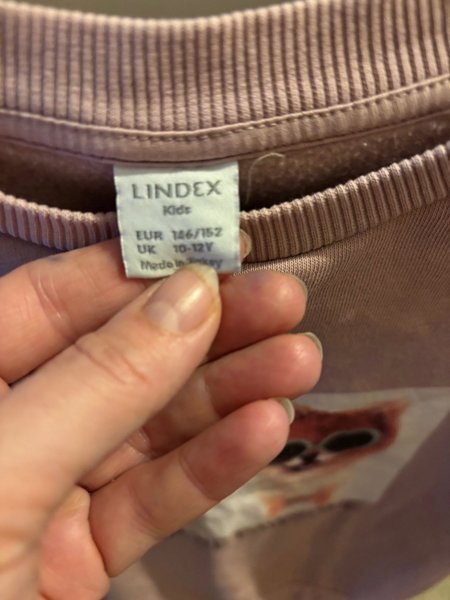 LINDEX
Kids
EUR 146/152
UK 10-12Y
Made in Turkey